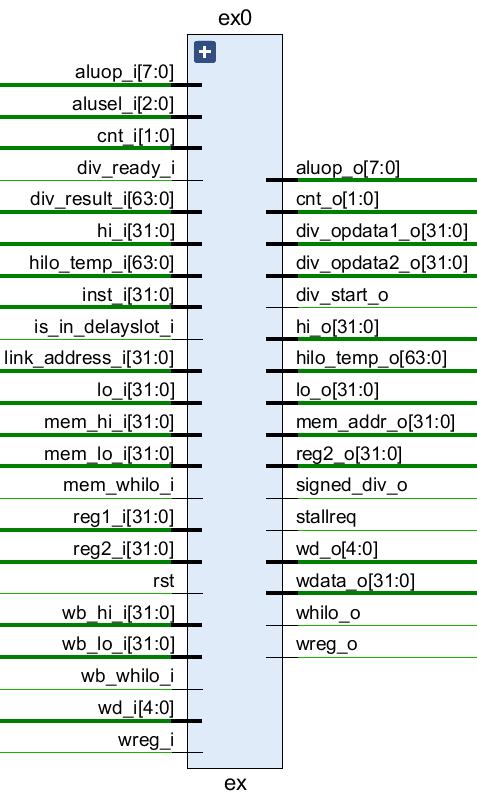 ex0
aluop_i[7:0]
alusel_i[2:0]
cnt_i[1:0]
div_ready_i
div_result_i[63:0]
hi_i[31:0]
hilo_temp_i[63:0]
inst_i[31:0]
is_in_delayslot_i
link_address_i[31:0]
lo_i[31:0]
mem_hi_i[31:0]
mem_lo_i[31:0]
mem_whilo_i
reg1_i[31:0]
reg2_i[31:0]
rst
wb_hi_i[31:0]
wb_lo_i[31:0]
wb_whilo_i
wd_i[4:0]
wreg_i
aluop_o[7:0]
cnt_o[1:0]
div_opdata1_o[31:0]
div_opdata2_o[31:0]
div_start_o
hi_o[31:0]
hilo_temp_o[63:0]
lo_o[31:0]
mem_addr_o[31:0]
reg2_o[31:0]
signed_div_o
stallreq
wd_o[4:0]
wdata_o[31:0]
whilo_o
wreg_o
ex